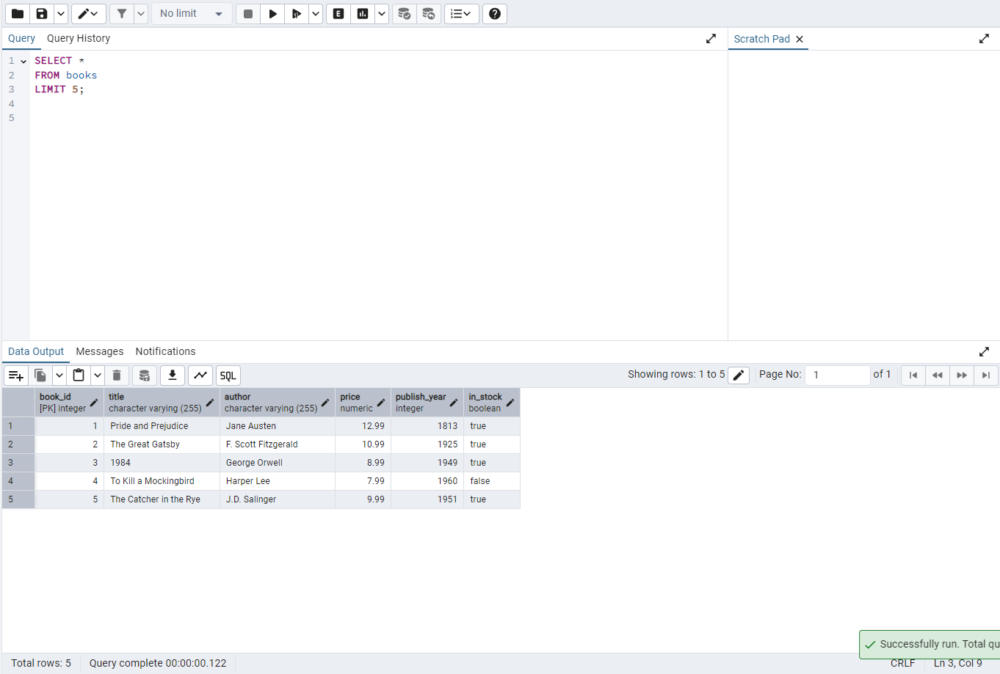 No limit
E
Query Query History
Scratch Pad
1 SELECT *
2 FROM books
3 LIMIT 5;
4
5
Data Output Messages Notifications
SQL Showing rows: 1 to 5 Page No: 1 of 1
book_id title author price publish_year in_stock
[PK] integer character varying (255) character varying (255) numeric integer boolean
1 1 Pride and Prejudice Jane Austen 12.99 1813 true
2 2 The Great Gatsby F. Scott Fitzgerald 10.99 1925 true
3 3 1984 George Orwell 8.99 1949 true
4 4 To Kill a Mockingbird Harper Lee 7.99 1960 false
5 5 The Catcher in the Rye J.D. Salinger 9.99 1951 true
Successfully run. Total qu
Total rows: 5 Query complete 00:00:00.122 CRLF Ln 3, Col 9